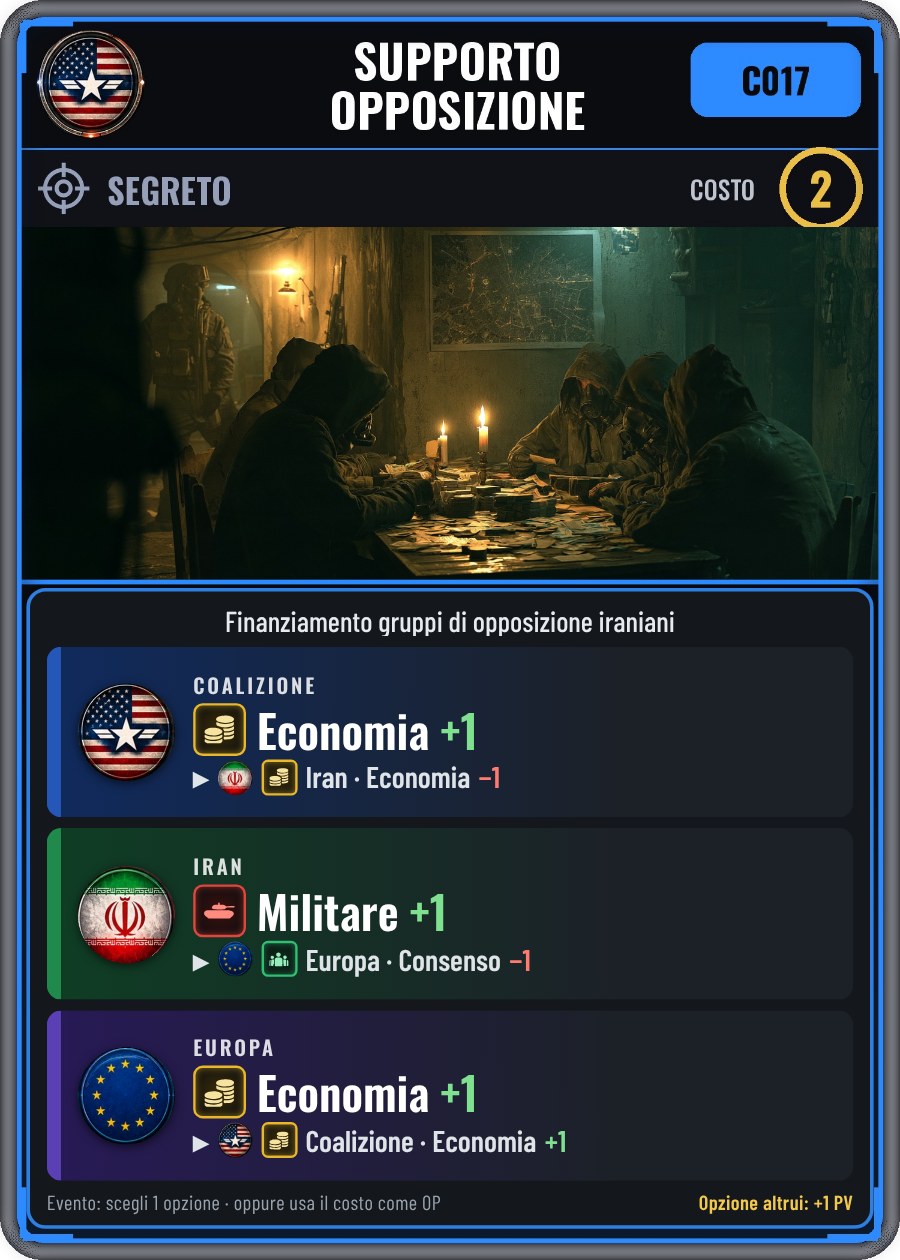 SUPPORTO
OPPOSIZIONE
C017
SEGRETO
COSTO 2
Finanziamento gruppi di opposizione iraniani
COALIZIONE
Economia +1
▶ Iran · Economia −1
IRAN
Militare +1
▶ Europa · Consenso −1
EUROPA
Economia +1
▶ Coalizione · Economia +1
Evento: scegli 1 opzione · oppure usa il costo come OP
Opzione altrui: +1 PV